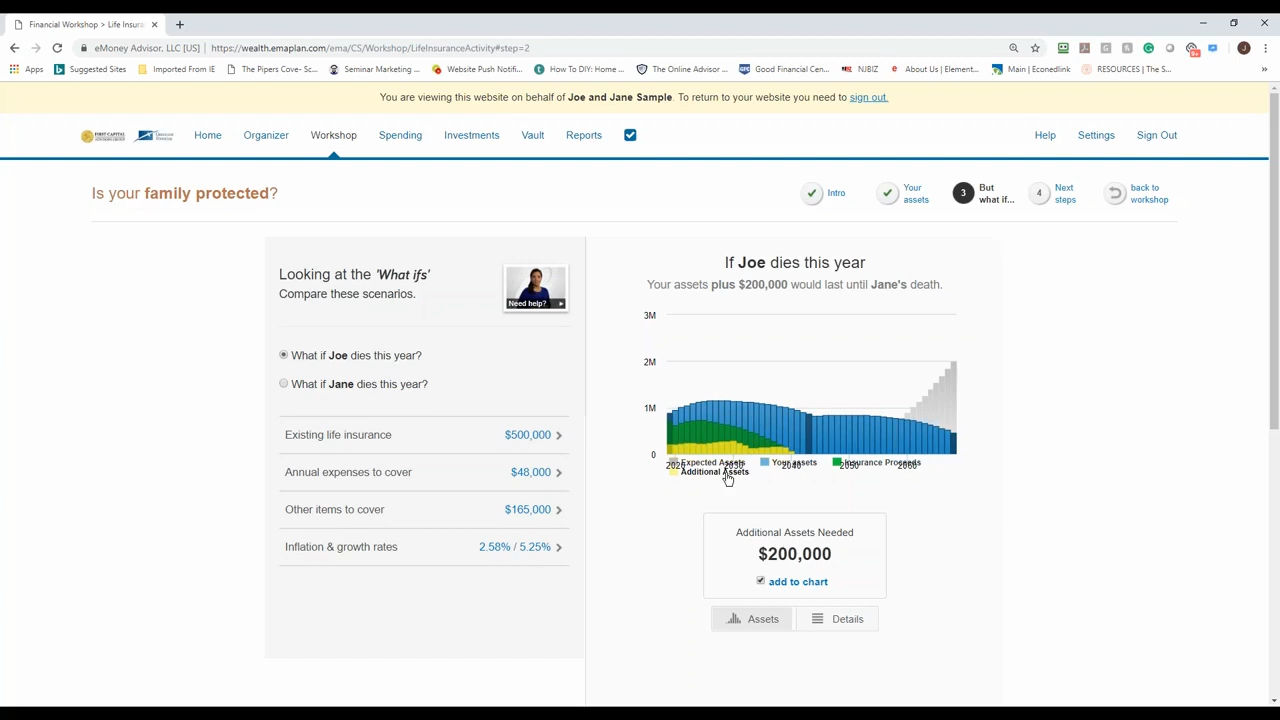 Financial Workshop > Life Insura
eMoney Advisor, LLC [US] | https://wealth.emaplan.com/ema/CS/Workshop/LifeInsuranceActivity#step=2
J
Apps Suggested Sites Imported From IE The Pipers Cove- Sc... Seminar Marketing ... Website Push Notifi... How To DIY: Home ... The Online Advisor ... Good Financial Cen... NJBIZ About Us | Element... Main | Econedlink RESOURCES | The S... »
You are viewing this website on behalf of Joe and Jane Sample. To return to your website you need to sign out.
FIRST CAPITAL
Home Organizer Workshop Spending Investments Vault Reports Help Settings Sign Out
Is your family protected?
Intro
Your assets
3 But what if...
4 Next steps
back to workshop
Looking at the 'What ifs'
Compare these scenarios.
Need help?
What if Joe dies this year?
What if Jane dies this year?
Existing life insurance $500,000
Annual expenses to cover $48,000
Other items to cover $165,000
Inflation & growth rates 2.58% / 5.25%
If Joe dies this year
Your assets plus $200,000 would last until Jane's death.
3M
2M
1M
0
Expected Assets Your assets Insurance Proceeds
2020 2030 2040 2050 2060
Additional Assets
Additional Assets Needed
$200,000
add to chart
Assets Details